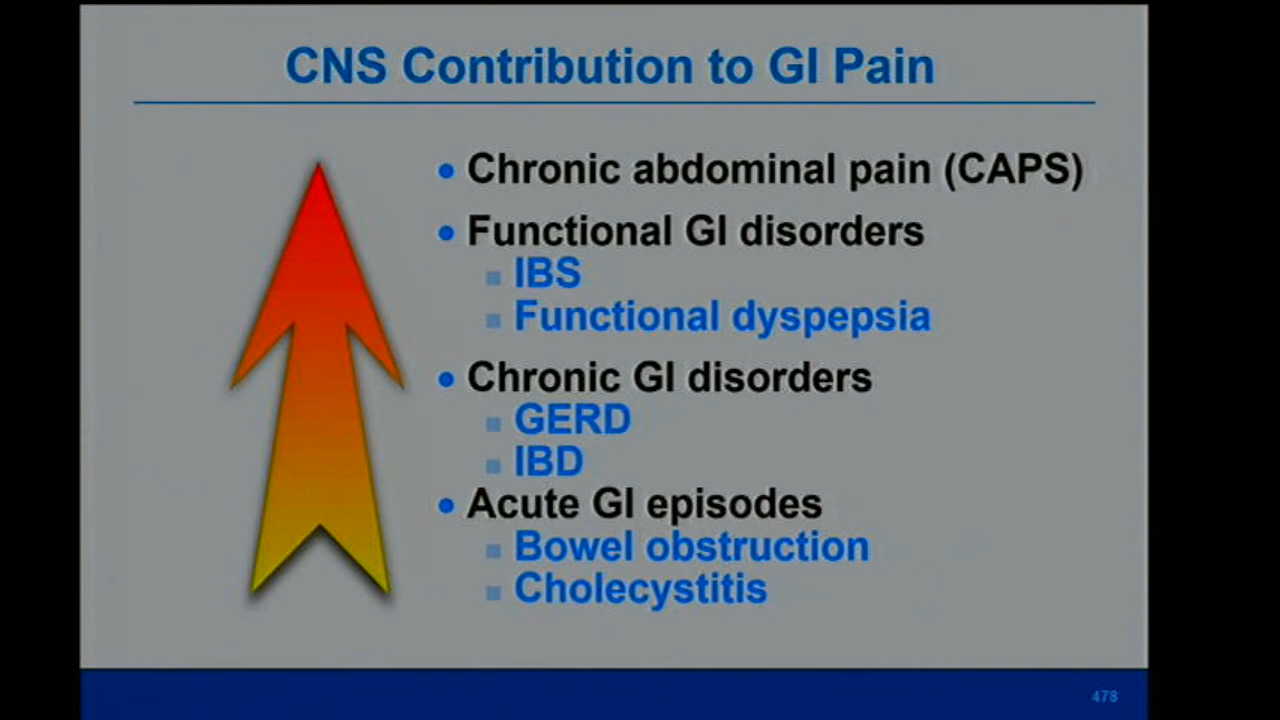 CNS Contribution to GI Pain
• Chronic abdominal pain (CAPS)
• Functional GI disorders
▪ IBS
▪ Functional dyspepsia
• Chronic GI disorders
▪ GERD
▪ IBD
• Acute GI episodes
▪ Bowel obstruction
▪ Cholecystitis
478